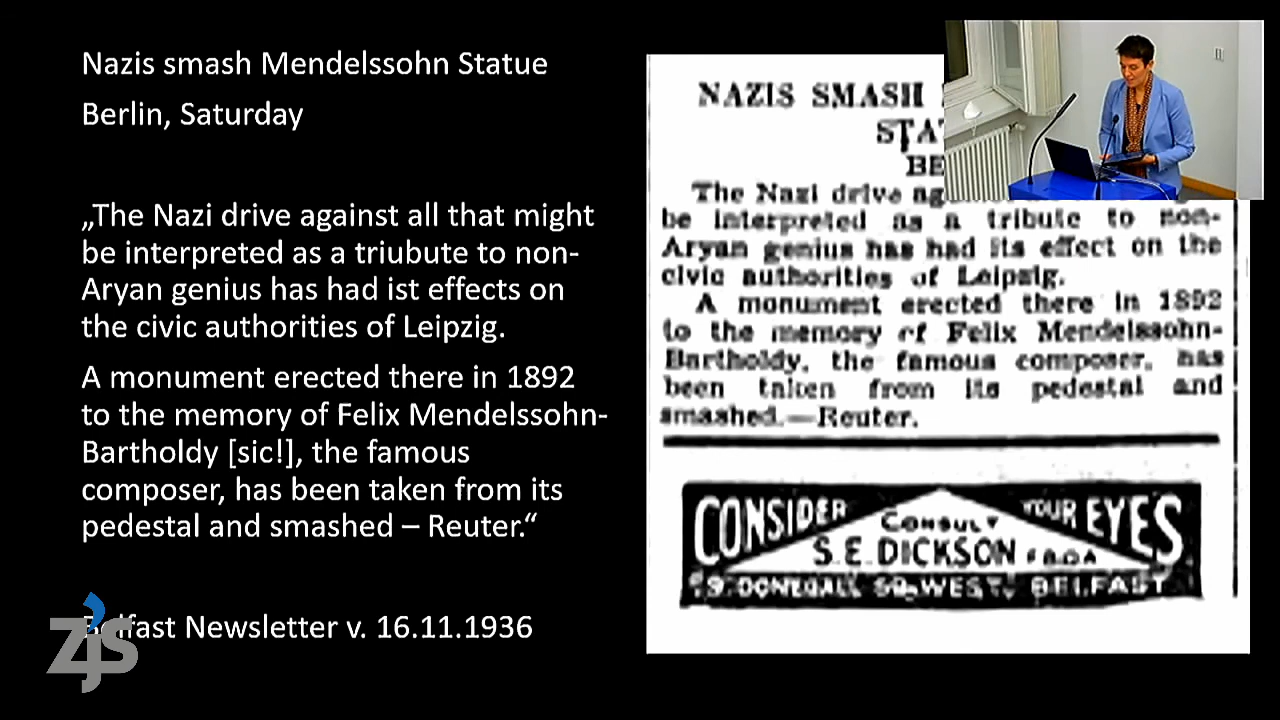 Nazis smash Mendelssohn Statue
Berlin, Saturday
„The Nazi drive against all that might
be interpreted as a triubute to non-
Aryan genius has had ist effects on
the civic authorities of Leipzig.
A monument erected there in 1892
to the memory of Felix Mendelssohn-
Bartholdy [sic!], the famous
composer, has been taken from its
pedestal and smashed – Reuter.“
Belfast Newsletter v. 16.11.1936
ZJS
NAZIS SMASH
STA
BE
The Nazi drive ag
be interpreted as a tribute to non-
Aryan genius has had its effect on the
civic authorities of Leipzig.
A monument erected there in 1892
to the memory of Felix Mendelssohn-
Bartholdy, the famous composer, has
been taken from its pedestal and
smashed.—Reuter.
CONSIDER YOUR EYES
CONSULT
S.E. DICKSON
DONEGALL SQ. WEST, BELFAST